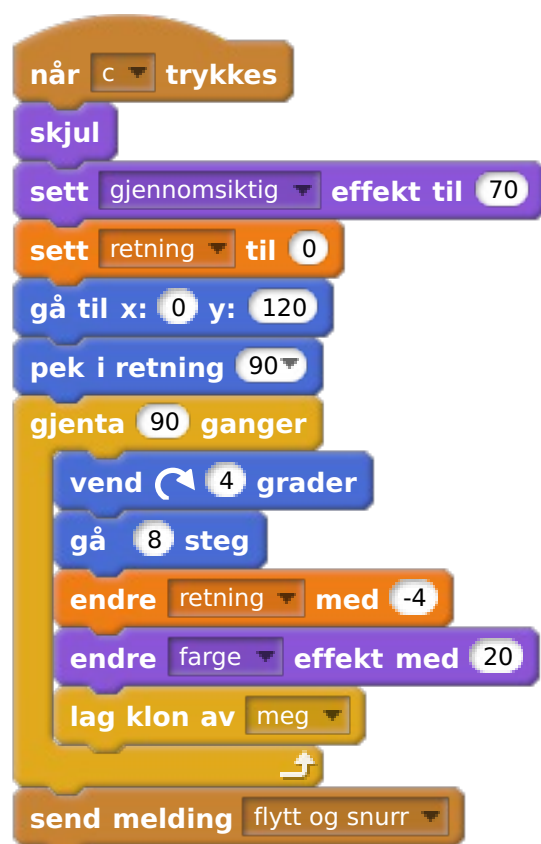 når c trykkes
skjul
sett gjennomsiktig effekt til 70
sett retning til 0
gå til x: 0 y: 120
pek i retning 90
gjenta 90 ganger
vend 4 grader
gå 8 steg
endre retning med -4
endre farge effekt med 20
lag klon av meg
send melding flytt og snurr